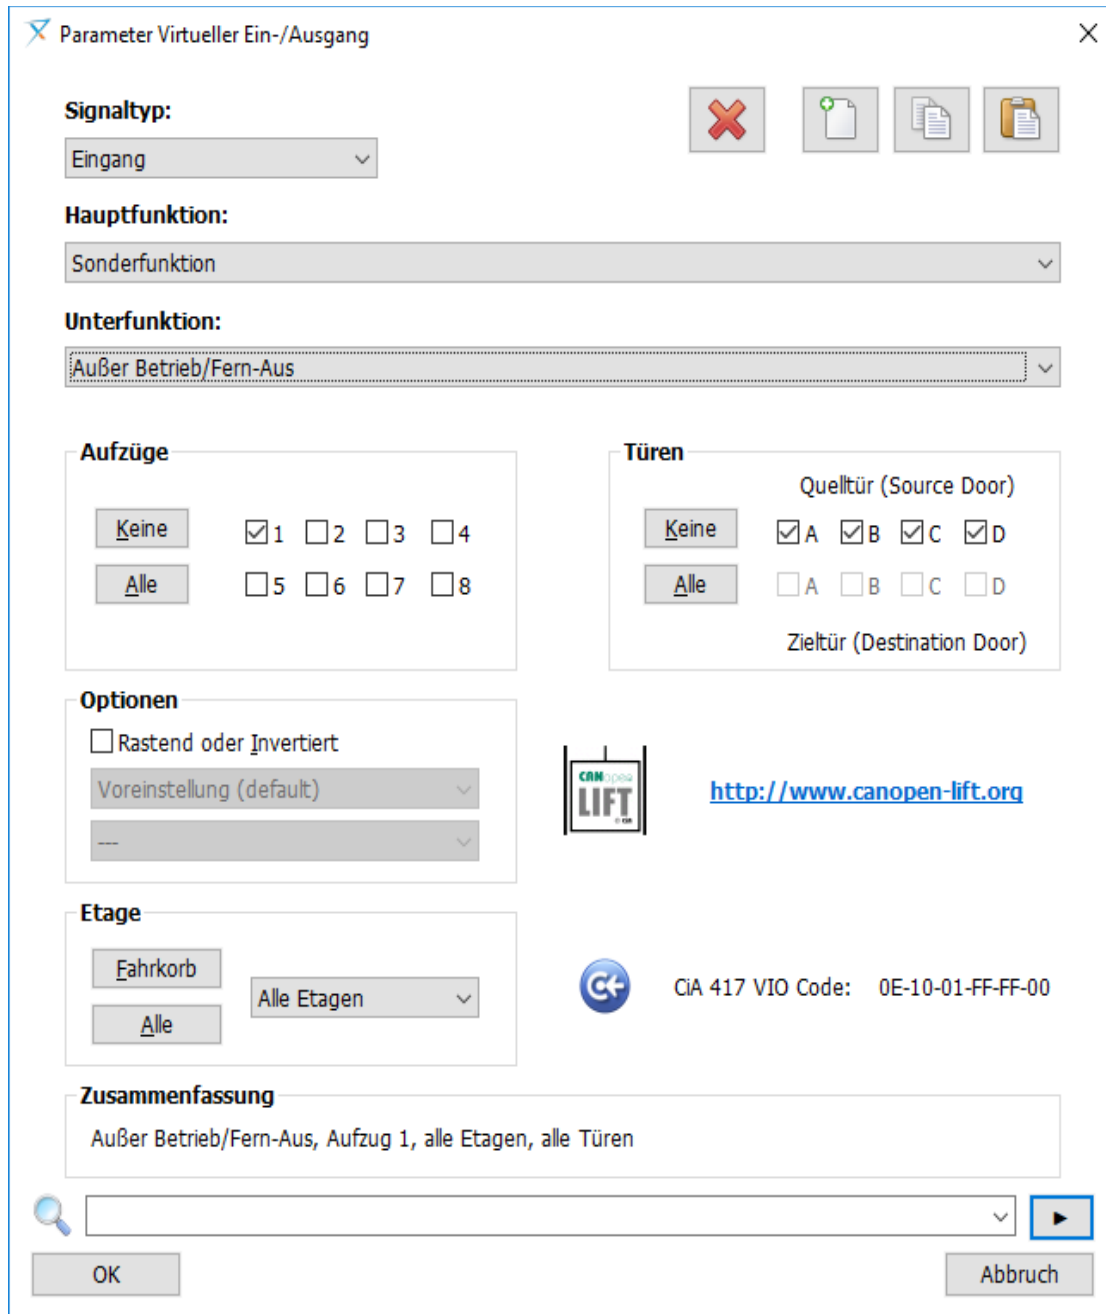 Parameter Virtueller Ein-/Ausgang
Signaltyp:
Eingang
Hauptfunktion:
Sonderfunktion
Unterfunktion:
Außer Betrieb/Fern-Aus
Aufzüge
Keine 1 2 3 4
Alle 5 6 7 8
Türen
Quelltür (Source Door)
Keine A B C D
Alle A B C D
Zieltür (Destination Door)
Optionen
Rastend oder Invertiert
Voreinstellung (default)
---
CANopen
LIFT
© CiA
http://www.canopen-lift.org
Etage
Fahrkorb
Alle Etagen
Alle
CiA 417 VIO Code: 0E-10-01-FF-FF-00
Zusammenfassung
Außer Betrieb/Fern-Aus, Aufzug 1, alle Etagen, alle Türen
OK
Abbruch